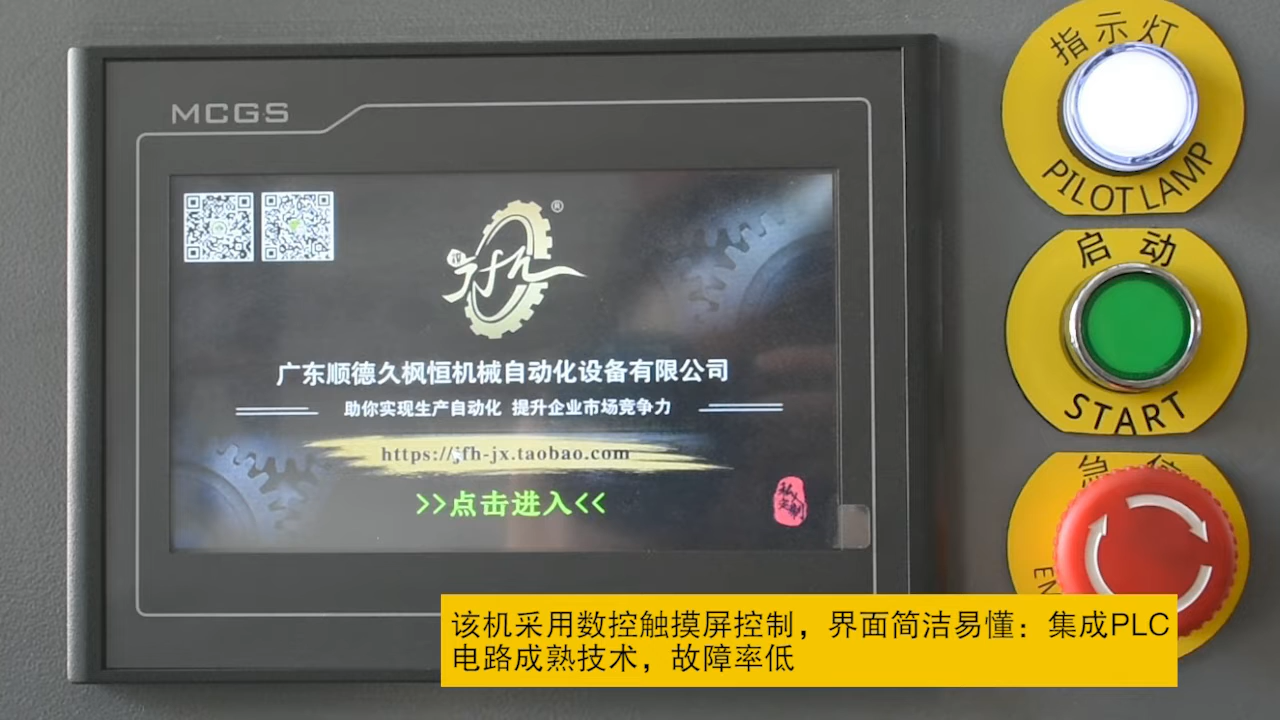 MCGS
指示灯
PILOT LAMP
启动
START
急停
广东顺德久枫恒机械自动化设备有限公司
助你实现生产自动化 提升企业市场竞争力
https://jfh-jx.taobao.com
>>点击进入<<
该机采用数控触摸屏控制，界面简洁易懂：集成PLC
电路成熟技术，故障率低